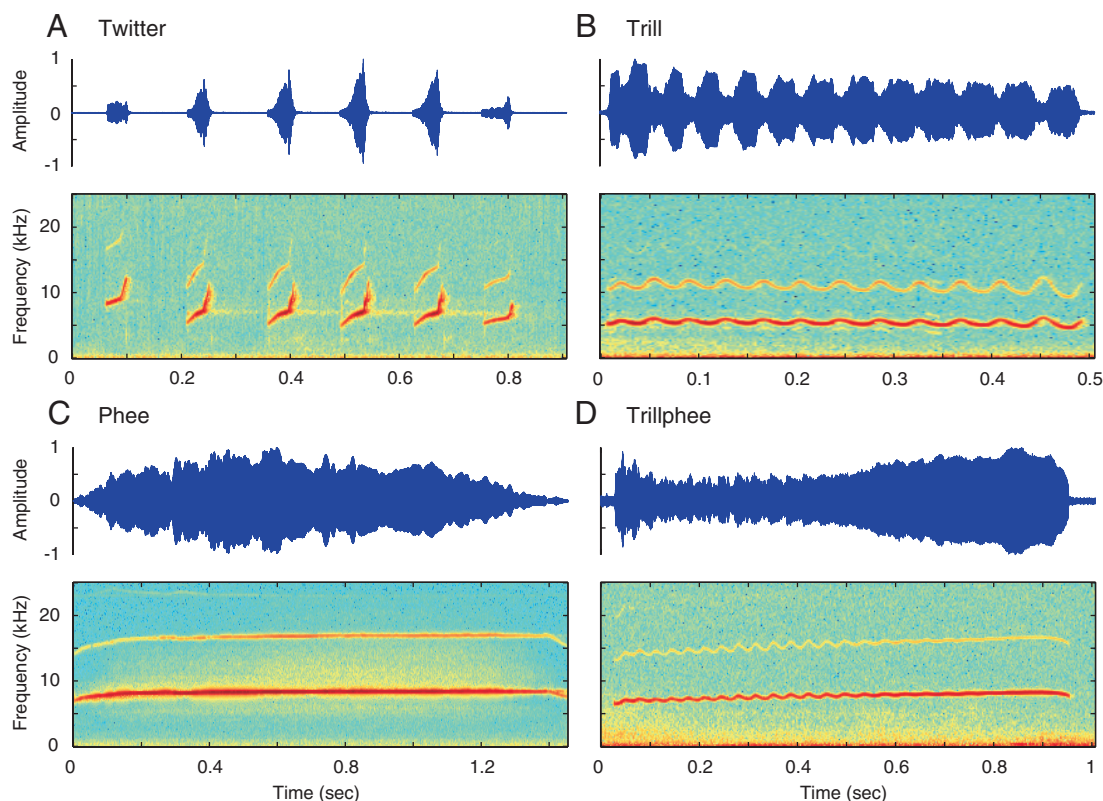 A Twitter
B Trill
Amplitude
1
0
-1
Frequency (kHz)
20
10
0
0 0.2 0.4 0.6 0.8
0 0.1 0.2 0.3 0.4 0.5
C Phee
D Trillphee
Amplitude
1
0
-1
Frequency (kHz)
20
10
0
0 0.4 0.8 1.2
0 0.2 0.4 0.6 0.8 1
Time (sec)
Time (sec)